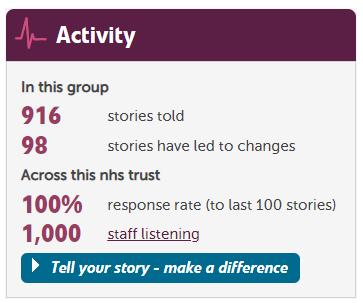 Activity
In this group
916 stories told
98 stories have led to changes
Across this nhs trust
100% response rate (to last 100 stories)
1,000 staff listening
Tell your story - make a difference